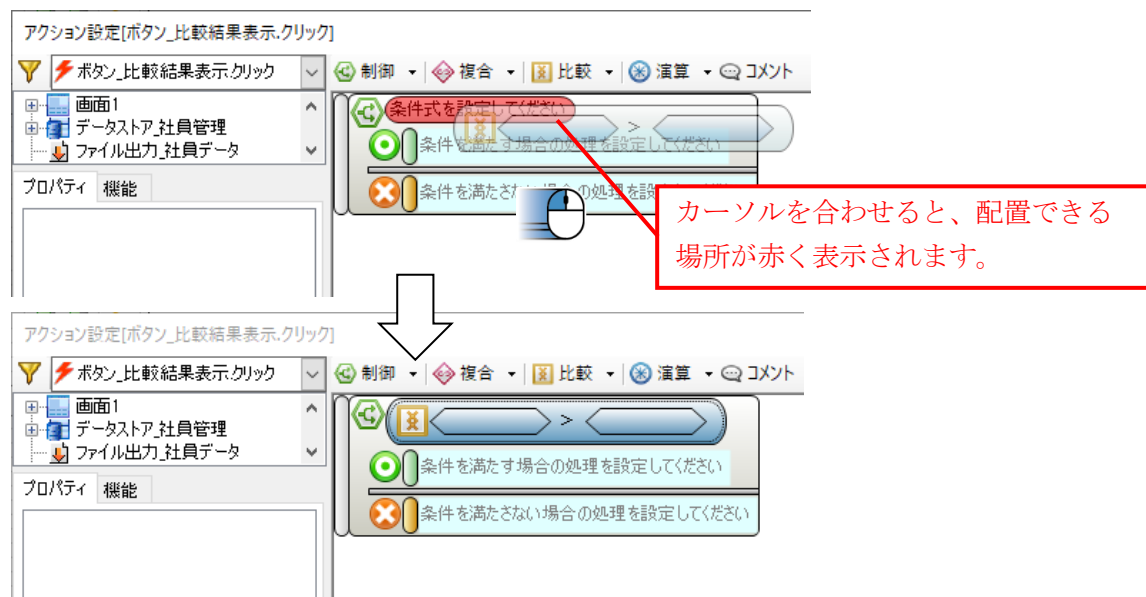 アクション設定[ボタン_比較結果表示.クリック]
ボタン_比較結果表示.クリック 制御 複合 比較 演算 コメント
画面1
データストア_社員管理
ファイル出力_社員データ
プロパティ 機能
条件式を設定してください
>
条件を満たす場合の処理を設定してください
条件を満たさない場合の処理を設
カーソルを合わせると、配置できる
場所が赤く表示されます。
アクション設定[ボタン_比較結果表示.クリック]
ボタン_比較結果表示.クリック 制御 複合 比較 演算 コメント
画面1
データストア_社員管理
ファイル出力_社員データ
プロパティ 機能
>
条件を満たす場合の処理を設定してください
条件を満たさない場合の処理を設定してください